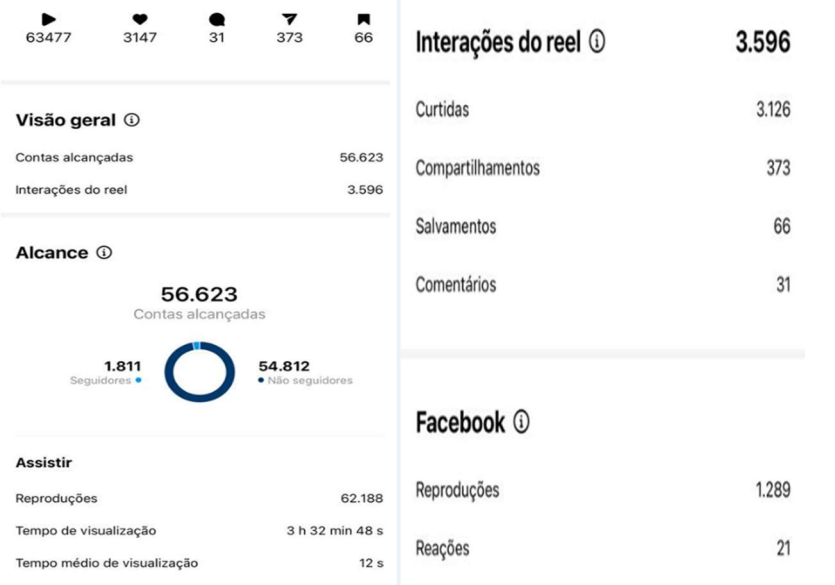 63477 3147 31 373 66
Visão geral
Contas alcançadas 56.623
Interações do reel 3.596
Alcance
56.623
Contas alcançadas
1.811 54.812
Seguidores Não seguidores
Assistir
Reproduções 62.188
Tempo de visualização 3 h 32 min 48 s
Tempo médio de visualização 12 s
Interações do reel 3.596
Curtidas 3.126
Compartilhamentos 373
Salvamentos 66
Comentários 31
Facebook
Reproduções 1.289
Reações 21